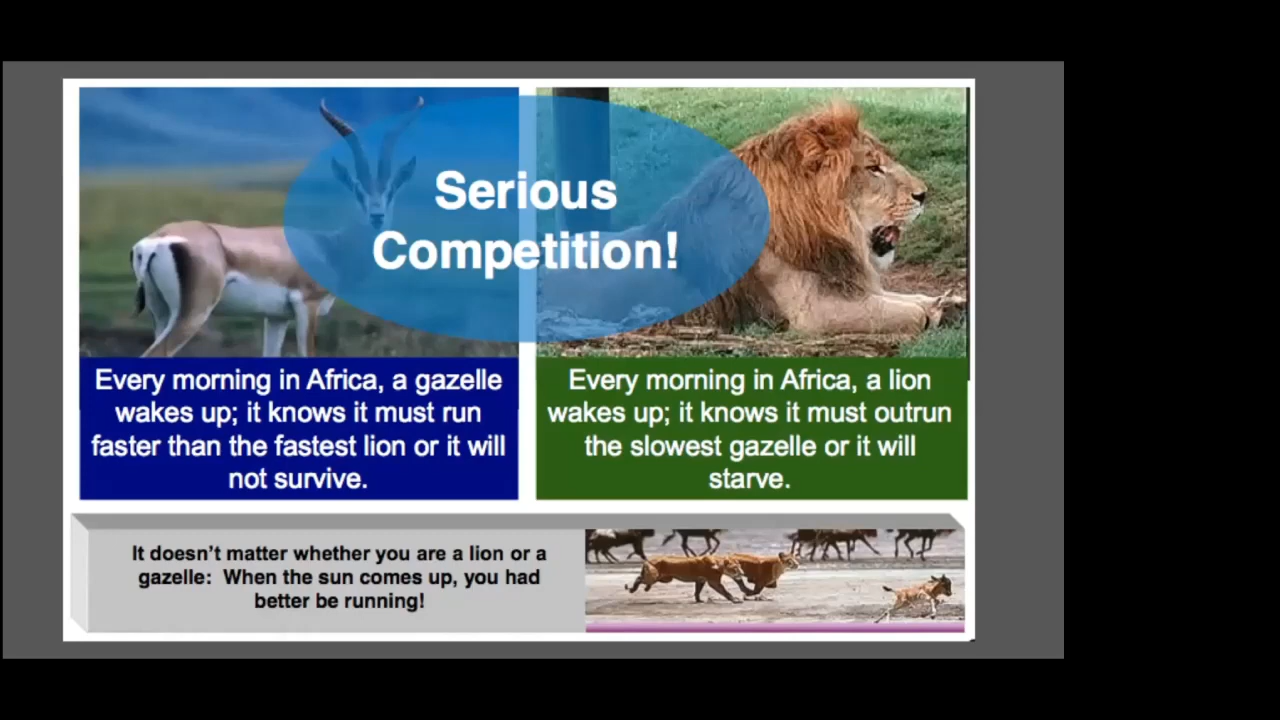 Serious
Competition!
Every morning in Africa, a gazelle
wakes up; it knows it must run
faster than the fastest lion or it will
not survive.
Every morning in Africa, a lion
wakes up; it knows it must outrun
the slowest gazelle or it will
starve.
It doesn’t matter whether you are a lion or a
gazelle:  When the sun comes up, you had
better be running!